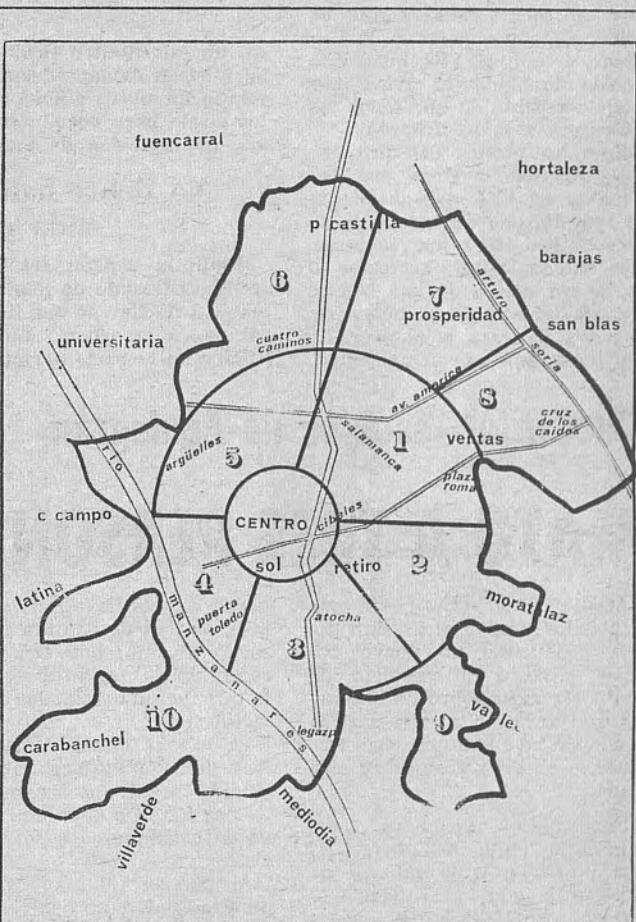 fuencarral
hortaleza
p castilla
barajas
6
7
arturo
prosperidad
san blas
soria
cuatro
caminos
universitaria
av. america
8
cruz
de los
caidos
salamanca
1
ventas
argüelles
5
plaza
roma
rio
c campo
CENTRO
cibeles
sol
retiro
2
4
latina
manzanares
puerta
toledo
moratalaz
atocha
3
10
9
carabanchel
legazp
villaverde
mediodia